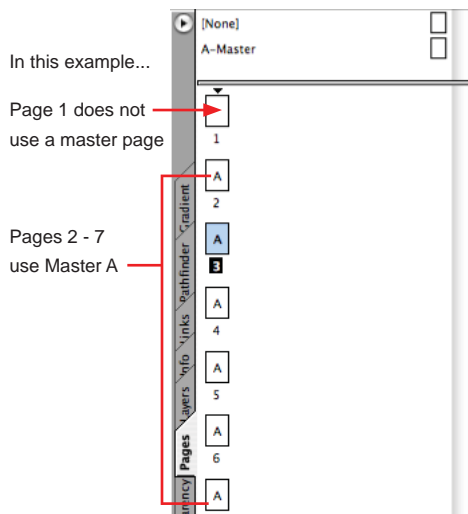 [None]
A-Master
In this example...
Page 1 does not
use a master page
1
A
2
Pages 2 - 7
use Master A
A
3
A
4
A
5
A
6
A
Gradient
Pathfinder
Links
Info
Layers
Pages